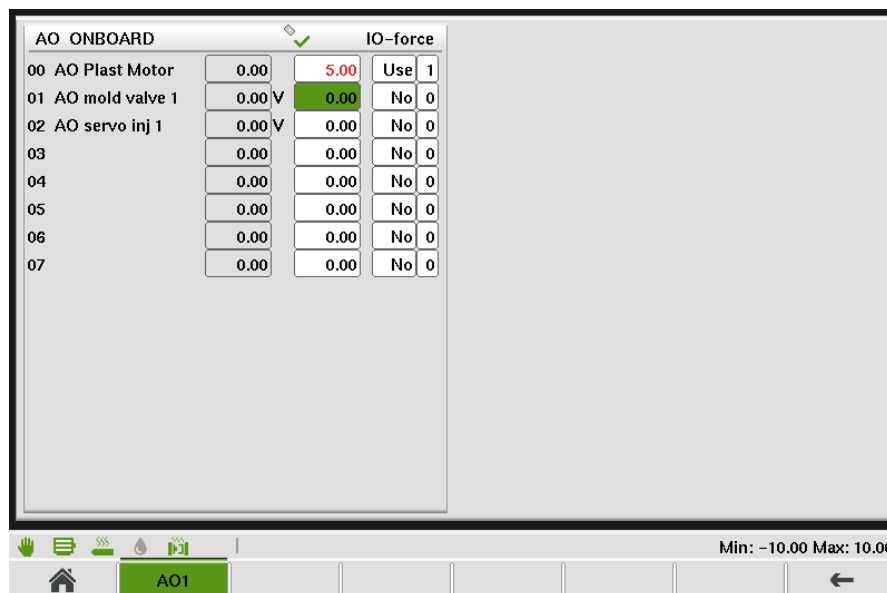 AO ONBOARD IO-force
00 AO Plast Motor 0.00 5.00 Use 1
01 AO mold valve 1 0.00 V 0.00 No 0
02 AO servo inj 1 0.00 V 0.00 No 0
03 0.00 0.00 No 0
04 0.00 0.00 No 0
05 0.00 0.00 No 0
06 0.00 0.00 No 0
07 0.00 0.00 No 0
Min: -10.00 Max: 10.00
AO1